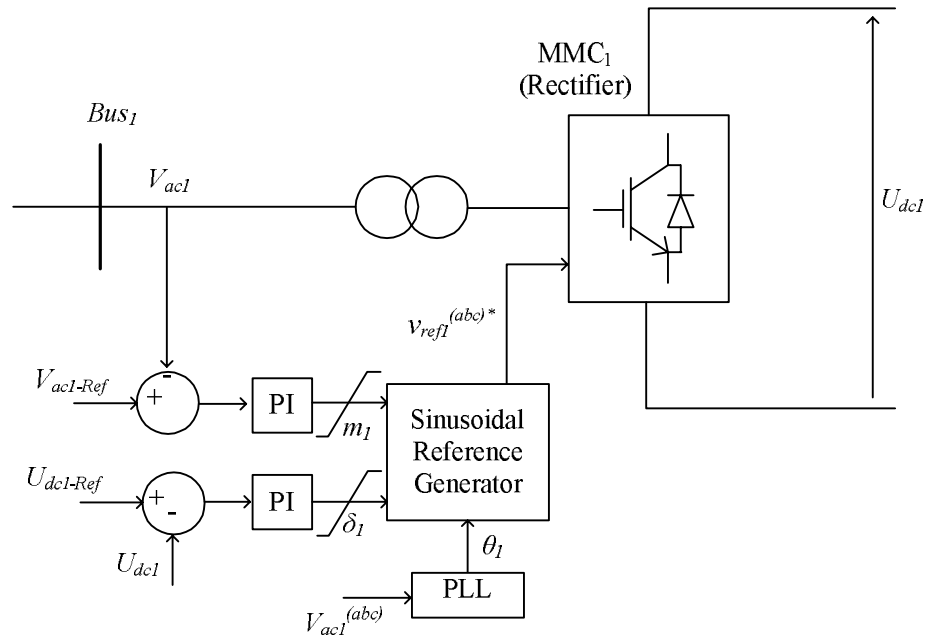 MMC1
(Rectifier)
Bus1
Vac1
Udc1
vref1(abc)*
Vac1-Ref
+
-
PI
m1
Sinusoidal
Reference
Generator
Udc1-Ref
+
-
PI
δ1
Udc1
θ1
PLL
Vac1(abc)